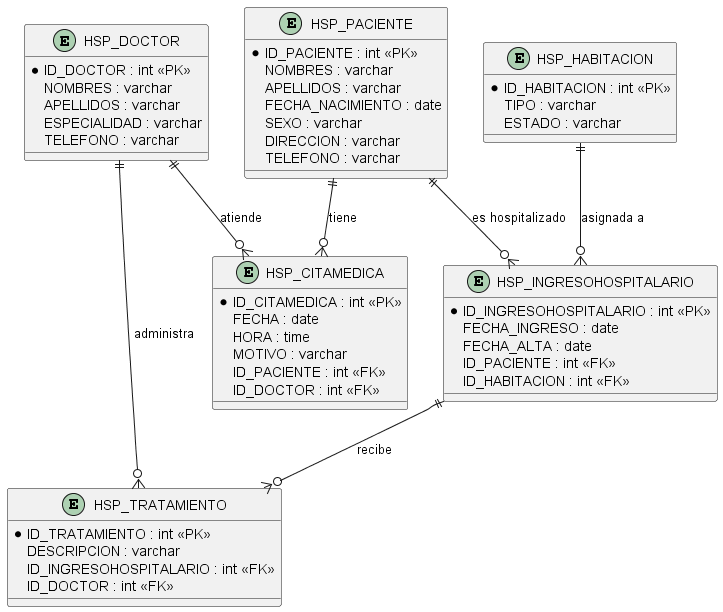 E HSP_DOCTOR
ID_DOCTOR : int «PK»
NOMBRES : varchar
APELLIDOS : varchar
ESPECIALIDAD : varchar
TELEFONO : varchar
E HSP_PACIENTE
ID_PACIENTE : int «PK»
NOMBRES : varchar
APELLIDOS : varchar
FECHA_NACIMIENTO : date
SEXO : varchar
DIRECCION : varchar
TELEFONO : varchar
E HSP_HABITACION
ID_HABITACION : int «PK»
TIPO : varchar
ESTADO : varchar
atiende
tiene
es hospitalizado
asignada a
E HSP_CITAMEDICA
ID_CITAMEDICA : int «PK»
FECHA : date
HORA : time
MOTIVO : varchar
ID_PACIENTE : int «FK»
ID_DOCTOR : int «FK»
E HSP_INGRESOHOSPITALARIO
ID_INGRESOHOSPITALARIO : int «PK»
FECHA_INGRESO : date
FECHA_ALTA : date
ID_PACIENTE : int «FK»
ID_HABITACION : int «FK»
administra
recibe
E HSP_TRATAMIENTO
ID_TRATAMIENTO : int «PK»
DESCRIPCION : varchar
ID_INGRESOHOSPITALARIO : int «FK»
ID_DOCTOR : int «FK»